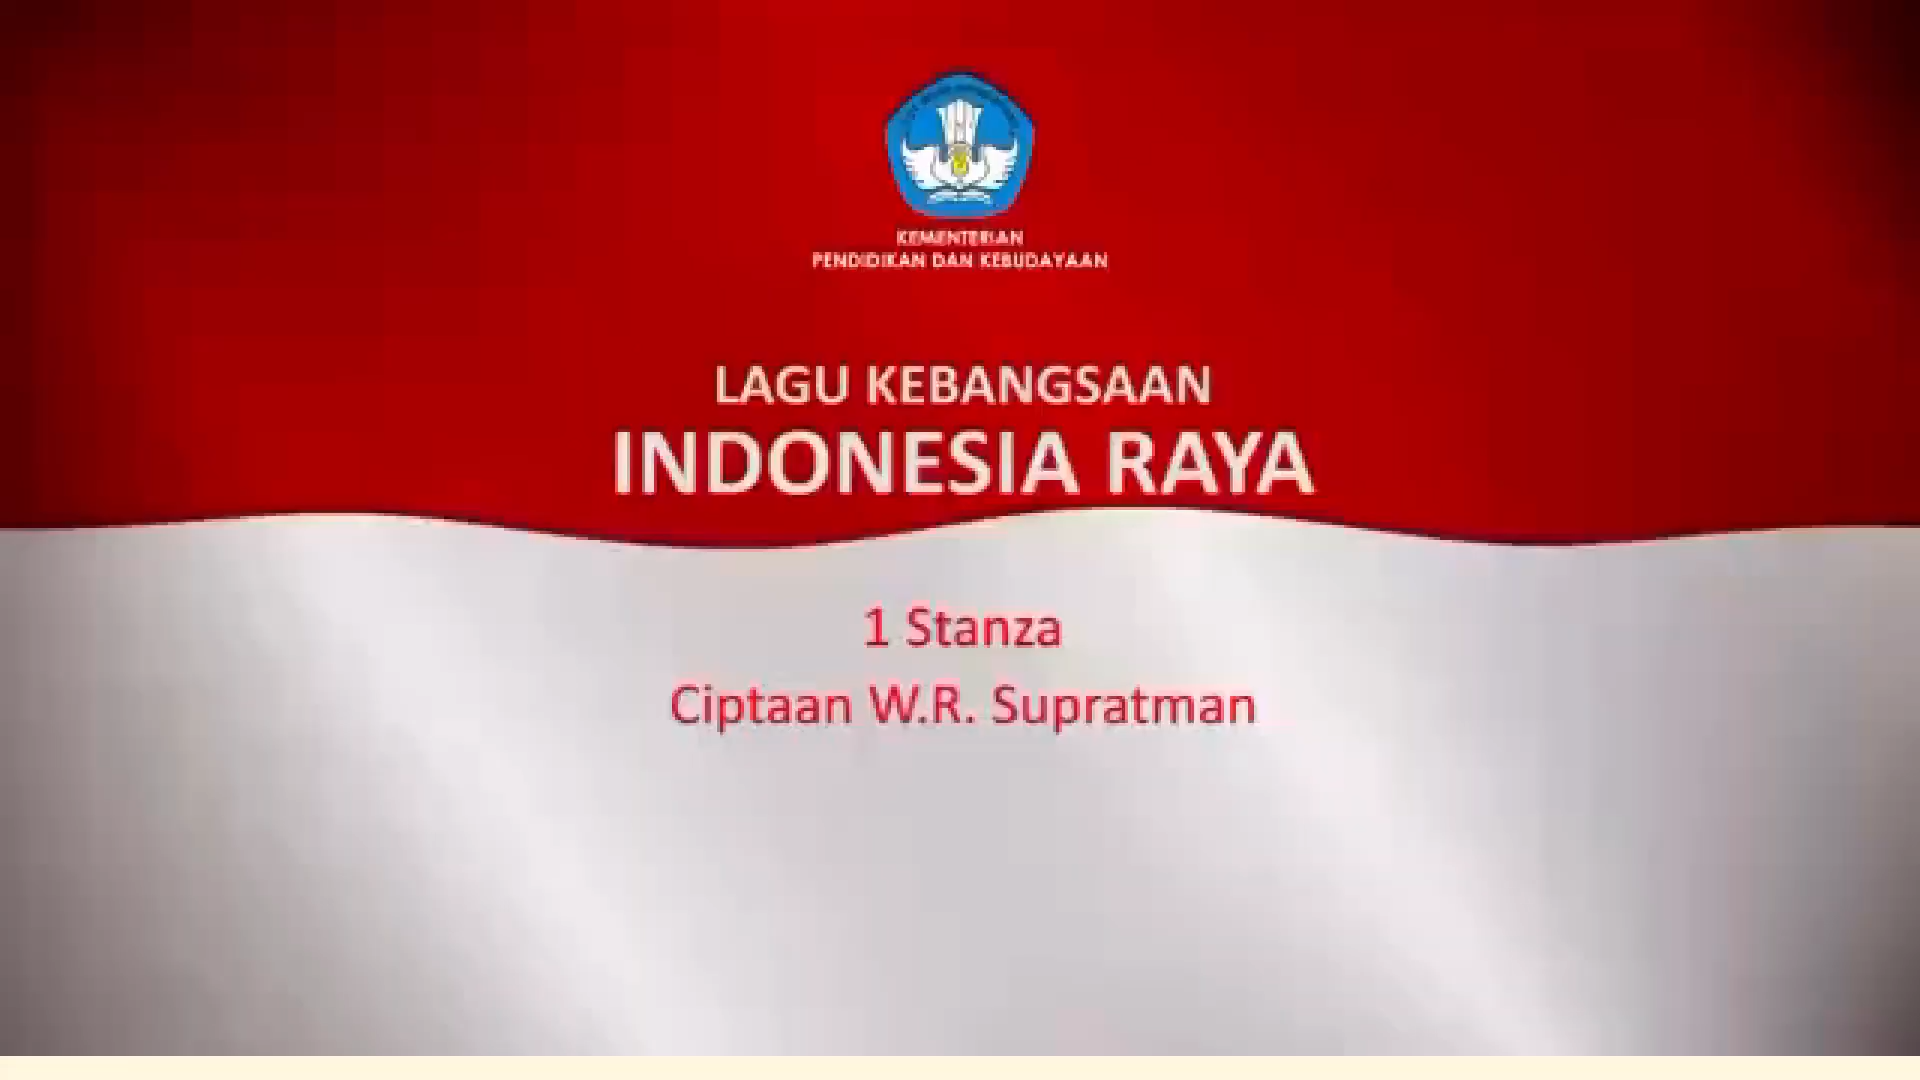 KEMENTERIAN
PENDIDIKAN DAN KEBUDAYAAN
LAGU KEBANGSAAN
INDONESIA RAYA
1 Stanza
Ciptaan W.R. Supratman